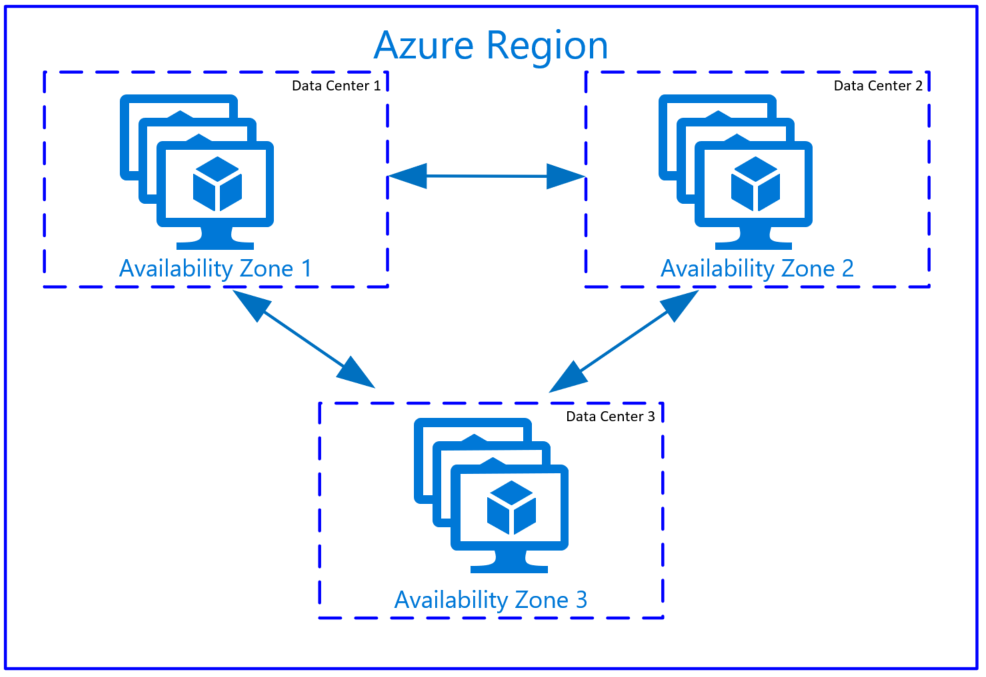 Azure Region
Data Center 1
Availability Zone 1
Data Center 2
Availability Zone 2
Data Center 3
Availability Zone 3